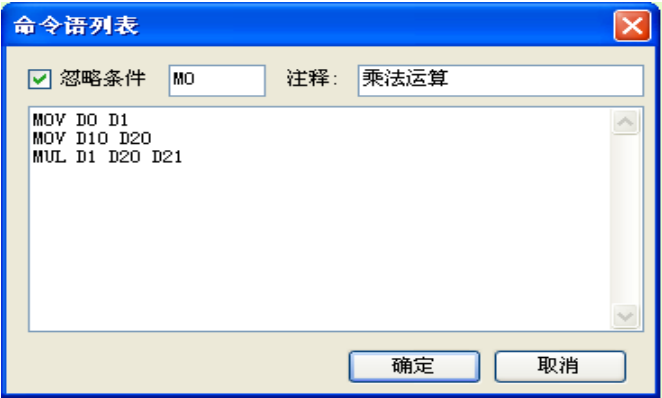 命令语列表
忽略条件 M0 注释: 乘法运算
MOV D0 D1
MOV D10 D20
MUL D1 D20 D21
确定 取消